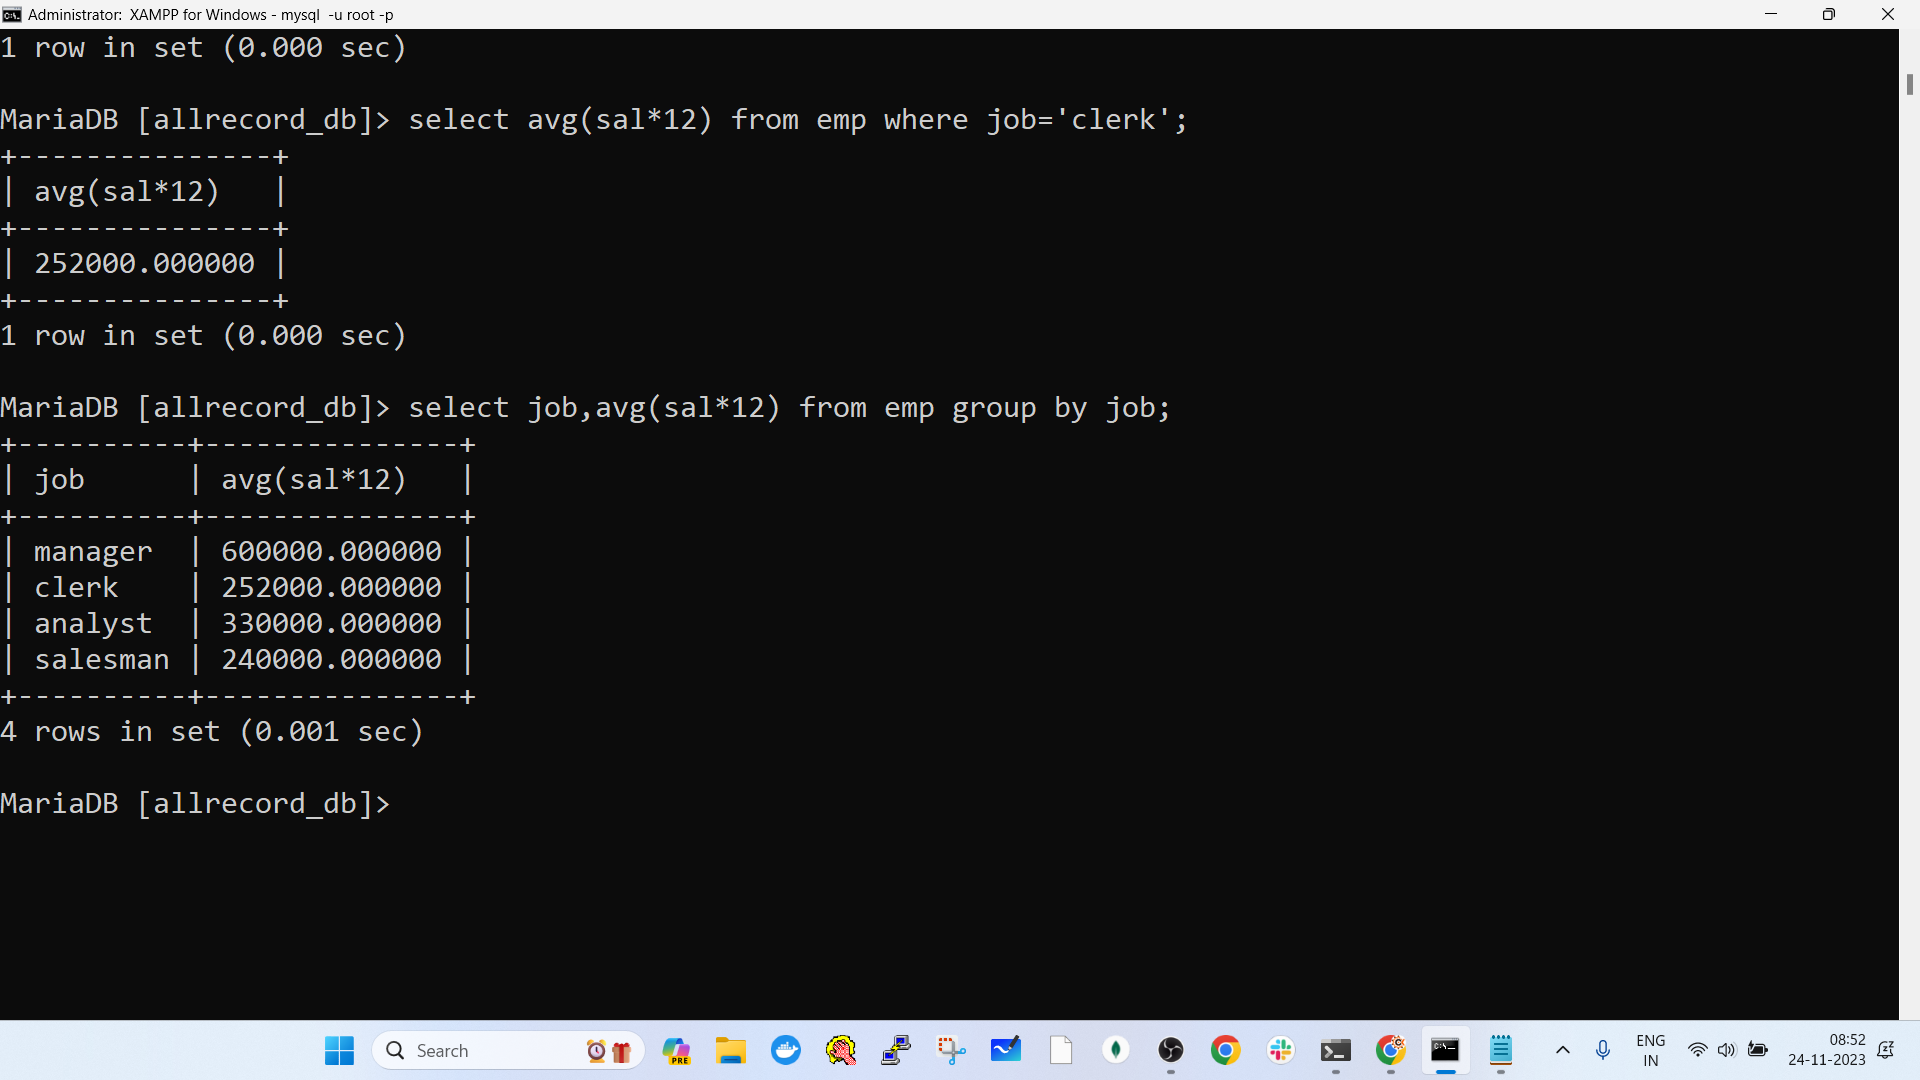 Administrator:  XAMPP for Windows - mysql  -u root -p
1 row in set (0.000 sec)
MariaDB [allrecord_db]> select avg(sal*12) from emp where job='clerk';
+---------------+
| avg(sal*12)   |
+---------------+
| 252000.000000 |
+---------------+
1 row in set (0.000 sec)
MariaDB [allrecord_db]> select job,avg(sal*12) from emp group by job;
+----------+---------------+
| job      | avg(sal*12)   |
+----------+---------------+
| manager  | 600000.000000 |
| clerk    | 252000.000000 |
| analyst  | 330000.000000 |
| salesman | 240000.000000 |
+----------+---------------+
4 rows in set (0.001 sec)
MariaDB [allrecord_db]>
Search
PRE
ENG
IN
08:52
24-11-2023